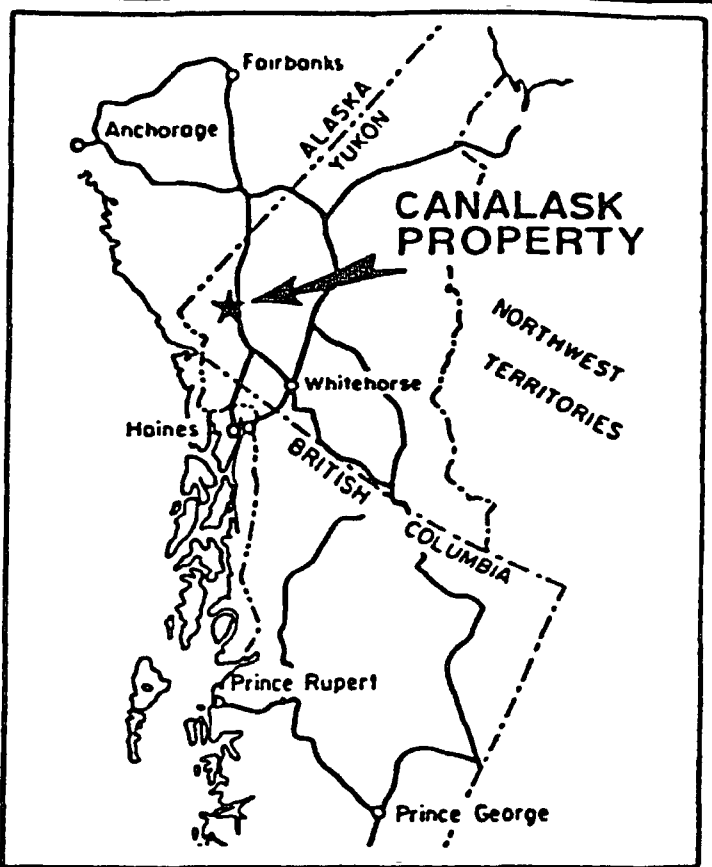 Fairbanks
Anchorage
ALASKA
YUKON
CANALASK
PROPERTY
NORTHWEST
TERRITORIES
Whitehorse
Haines
BRITISH
COLUMBIA
Prince Rupert
Prince George